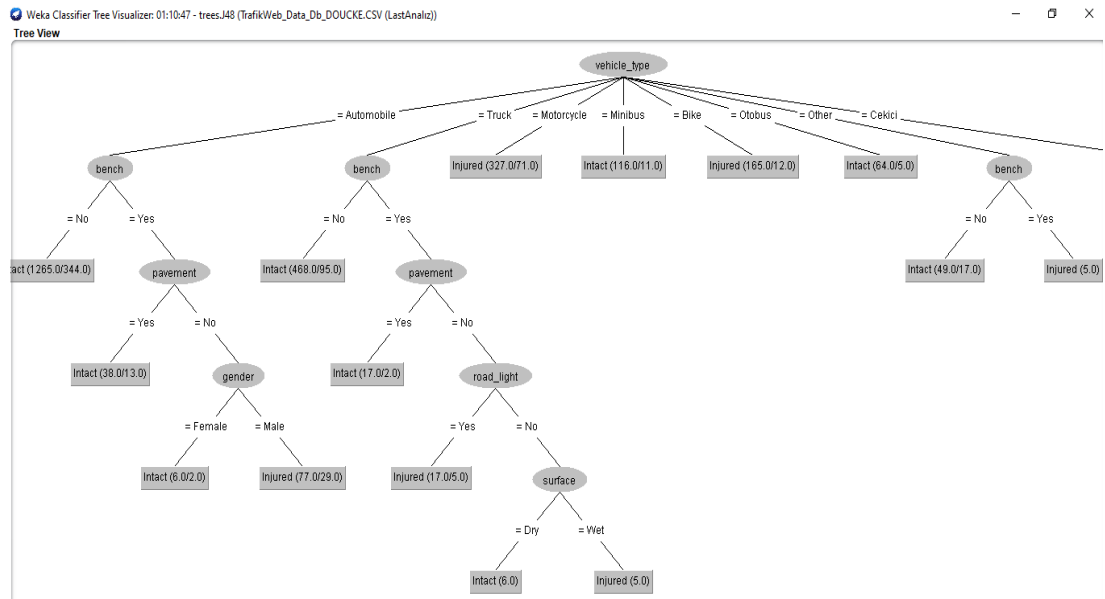 Weka Classifier Tree Visualizer: 01:10:47 - trees.J48 (TrafikWeb_Data_Db_DOUCKE.CSV (LastAnaliz))
Tree View
vehicle_type
= Automobile = Truck = Motorcycle = Minibus = Bike = Otobus = Other = Cekici
bench bench Injured (327.0/71.0) Intact (116.0/11.0) Injured (165.0/12.0) Intact (64.0/5.0) bench
= No = Yes = No = Yes = No = Yes
tact (1265.0/344.0) pavement Intact (468.0/95.0) pavement Intact (49.0/17.0) Injured (5.0)
= Yes = No = Yes = No
Intact (38.0/13.0) gender Intact (17.0/2.0) road_light
= Female = Male = Yes = No
Intact (6.0/2.0) Injured (77.0/29.0) Injured (17.0/5.0) surface
= Dry = Wet
Intact (6.0) Injured (5.0)